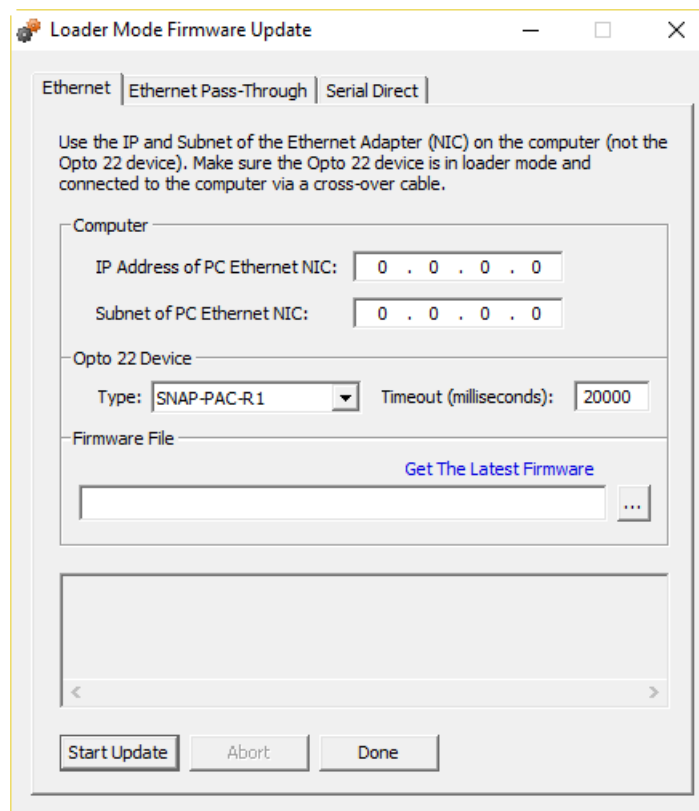 Loader Mode Firmware Update
Ethernet
Ethernet Pass-Through
Serial Direct
Use the IP and Subnet of the Ethernet Adapter (NIC) on the computer (not the
Opto 22 device). Make sure the Opto 22 device is in loader mode and
connected to the computer via a cross-over cable.
Computer
IP Address of PC Ethernet NIC: 0 . 0 . 0 . 0
Subnet of PC Ethernet NIC: 0 . 0 . 0 . 0
Opto 22 Device
Type: SNAP-PAC-R1 Timeout (milliseconds): 20000
Firmware File
Get The Latest Firmware
...
Start Update Abort Done